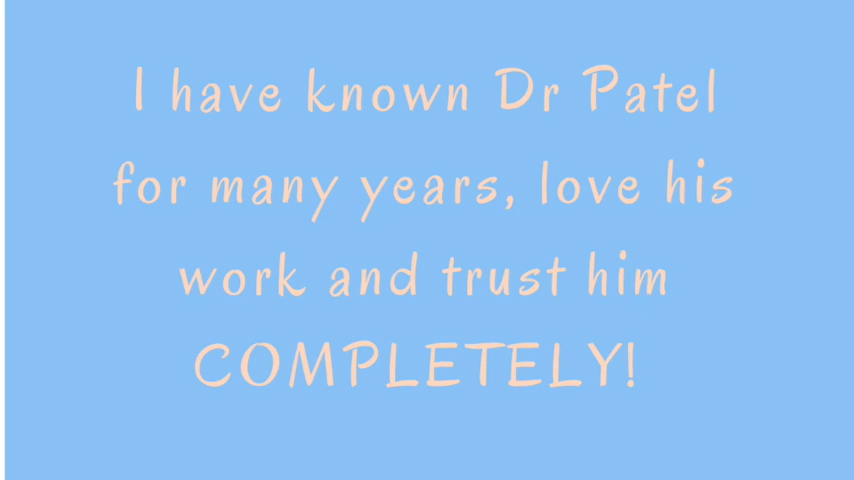 I have known Dr Patel
for many years, love his
work and trust him
COMPLETELY!